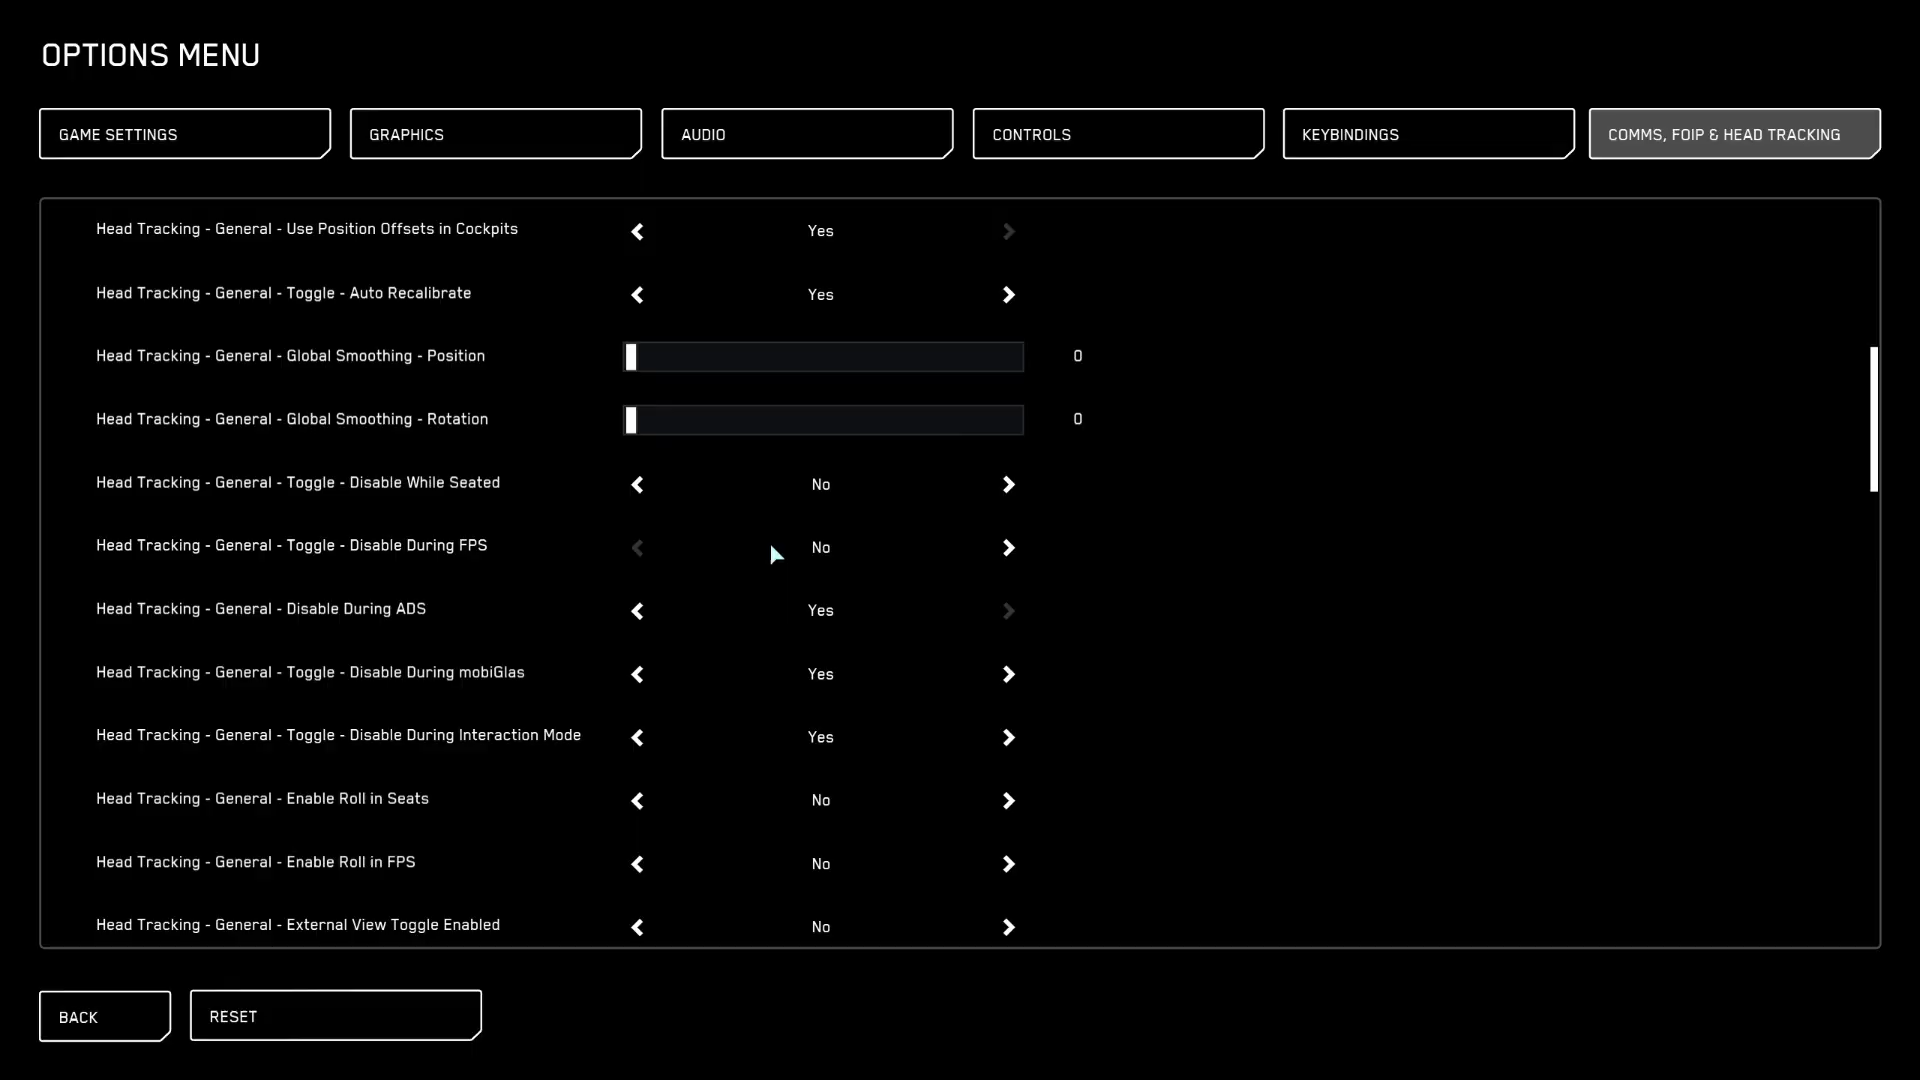 OPTIONS MENU
GAME SETTINGS
GRAPHICS
AUDIO
CONTROLS
KEYBINDINGS
COMMS, FOIP & HEAD TRACKING
Head Tracking - General - Use Position Offsets in Cockpits
Yes
Head Tracking - General - Toggle - Auto Recalibrate
Yes
Head Tracking - General - Global Smoothing - Position
0
Head Tracking - General - Global Smoothing - Rotation
0
Head Tracking - General - Toggle - Disable While Seated
No
Head Tracking - General - Toggle - Disable During FPS
No
Head Tracking - General - Disable During ADS
Yes
Head Tracking - General - Toggle - Disable During mobiGlas
Yes
Head Tracking - General - Toggle - Disable During Interaction Mode
Yes
Head Tracking - General - Enable Roll in Seats
No
Head Tracking - General - Enable Roll in FPS
No
Head Tracking - General - External View Toggle Enabled
No
BACK
RESET